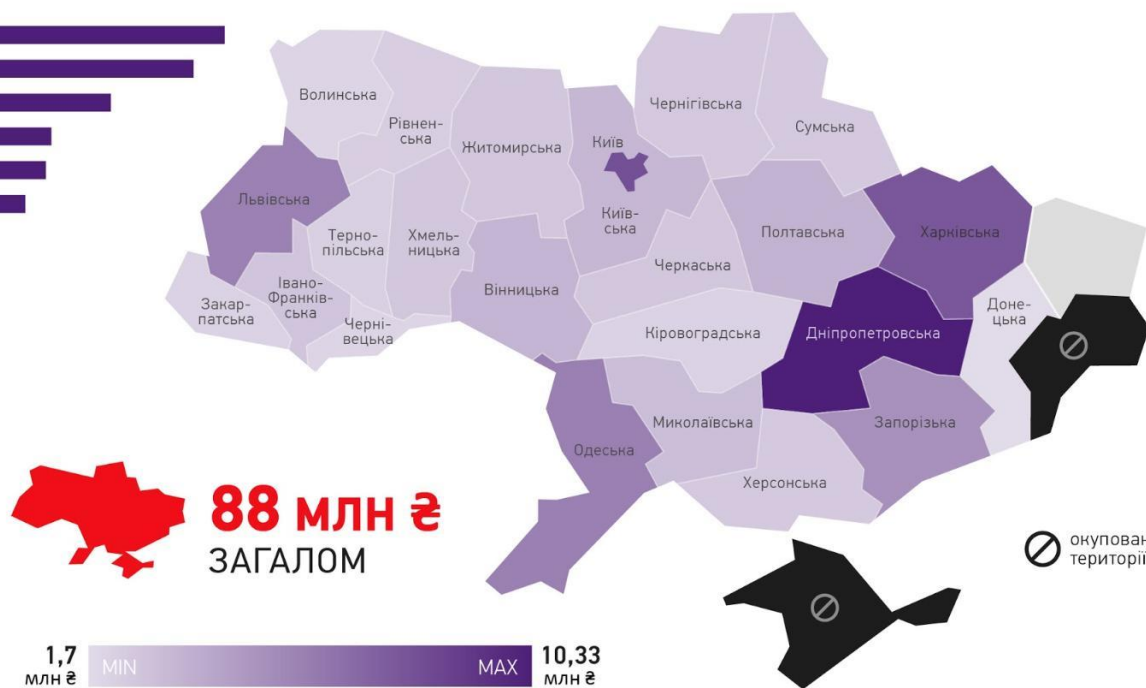 Волинська
Рівнен-
ська
Житомирська
Київ
Київ-
ська
Чернігівська
Сумська
Львівська
Терно-
пільська
Хмель-
ницька
Вінницька
Черкаська
Полтавська
Харківська
Закар-
патська
Івано-
Франків-
ська
Черні-
вецька
Кіровоградська
Дніпропетровська
Доне-
цька
Одеська
Миколаївська
Запорізька
Херсонська
88 млн ₴
ЗАГАЛОМ
території
1,7
млн ₴
MIN
MAX
10,33
млн ₴